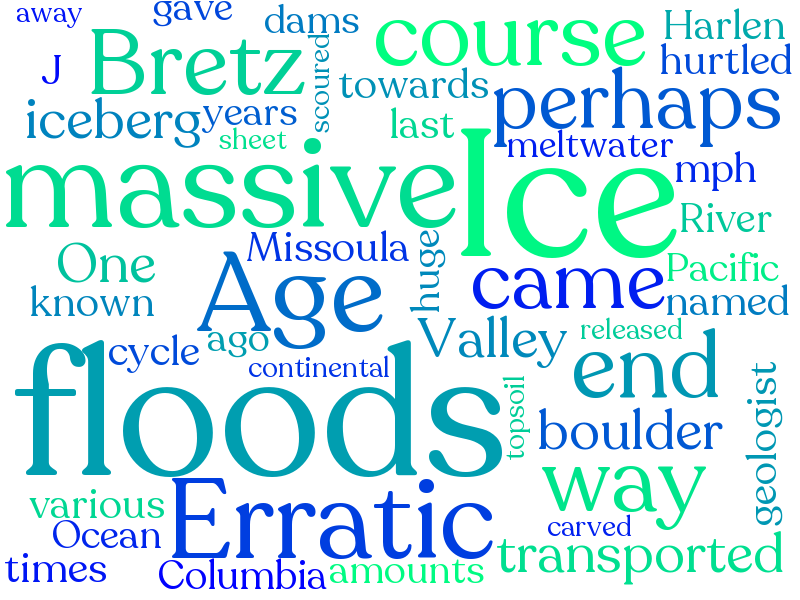 away
gave
dams
course
Harlen
J
Bretz
scoured
towards
hurtled
iceberg
years
perhaps
sheet
last
meltwater
massive
Ice
mph
River
One
Missoula
huge
Pacific
known
Age
came
named
cycle
ago
Valley
released
continental
end
floods
topsoil
boulder
geologist
various
Erratic
way
Ocean
carved
times
Columbia
amounts
transported